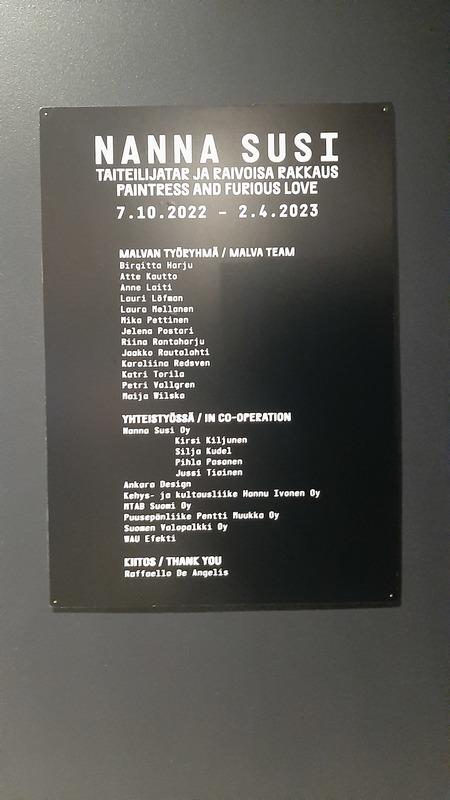 NANNA SUSI
TAITEILIJATAR JA RAIVOISA RAKKAUS
PAINTRESS AND FURIOUS LOVE
7.10.2022 – 2.4.2023
MALVAN TYÖRYHMÄ / MALVA TEAM
Birgitta Harju
Atte Kautto
Anne Laiti
Lauri Löfman
Laura Mellanen
Mika Pettinen
Jelena Postari
Riina Rantaharju
Jaakko Rautalahti
Karoliina Redsven
Katri Torila
Petri Vallgren
Maija Wilska
YHTEISTYÖSSÄ / IN CO-OPERATION
Nanna Susi Oy
Kirsi Kiljunen
Silja Kudel
Pihla Pasanen
Jussi Tiainen
Ankara Design
Kehys- ja kultausliike Hannu Ivonen Oy
MTAB Suomi Oy
Puusepänliike Pentti Muukka Oy
Suomen Valopalkki Oy
WAU Efekti
KIITOS / THANK YOU
Raffaello De Angelis